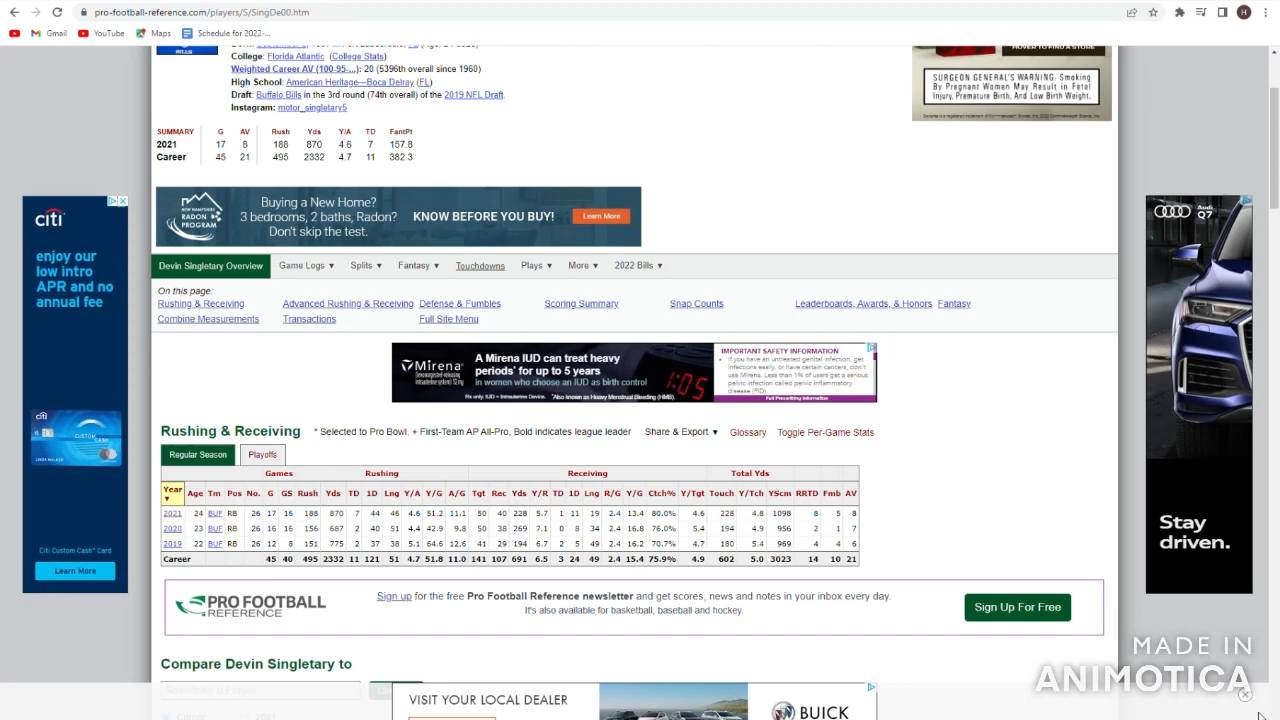 pro-football-reference.com/players/S/SingDe00.htm
H
Gmail YouTube Maps Schedule for 2022-...
College: Florida Atlantic (College Stats)
Weighted Career AV (100-95-...): 20 (5396th overall since 1960)
High School: American Heritage—Boca Delray (FL)
Draft: Buffalo Bills in the 3rd round (74th overall) of the 2019 NFL Draft.
Instagram: motor_singletary5
HOVER TO FIND A STORE
SURGEON GENERAL'S WARNING: Smoking
By Pregnant Women May Result in Fetal
Injury, Premature Birth, And Low Birth Weight.
SUMMARY G AV Rush Yds Y/A TD FantPt
2021 17 8 188 870 4.6 7 157.8
Career 45 21 495 2332 4.7 11 382.3
NEW HAMPSHIRE
RADON
PROGRAM
Buying a New Home?
3 bedrooms, 2 baths, Radon?
Don't skip the test.
KNOW BEFORE YOU BUY!
Learn More
citi
enjoy our
low intro
APR and no
annual fee
citi
CUSTOM
CASH
LINDA WALKER
Citi Custom Cash℠ Card
Learn More
Audi
Q7
Stay
driven.
Devin Singletary Overview Game Logs ▼ Splits ▼ Fantasy ▼ Touchdowns Plays ▼ More ▼ 2022 Bills ▼
On this page:
Rushing & Receiving Advanced Rushing & Receiving Defense & Fumbles Scoring Summary Snap Counts Leaderboards, Awards, & Honors Fantasy
Combine Measurements Transactions Full Site Menu
Mirena
(levonorgestrel-releasing intrauterine system) 52 mg
A Mirena IUD can treat heavy
periods* for up to 5 years
in women who choose an IUD as birth control
Rx only. IUD = Intrauterine Device. *Also known as Heavy Menstrual Bleeding (HMB).
1:05
IMPORTANT SAFETY INFORMATION
• If you have an untreated genital infection, get
infections easily, or have certain cancers, don't
use Mirena. Less than 1% of users get a serious
pelvic infection called pelvic inflammatory
disease (PID).
Full Prescribing Information
Rushing & Receiving * Selected to Pro Bowl, + First-Team AP All-Pro, Bold indicates league leader Share & Export ▼ Glossary Toggle Per-Game Stats
Regular Season Playoffs
Games Rushing Receiving Total Yds
Year ▼ Age Tm Pos No. G GS Rush Yds TD 1D Lng Y/A Y/G A/G Tgt Rec Yds Y/R TD 1D Lng R/G Y/G Ctch% Y/Tgt Touch Y/Tch YScm RRTD Fmb AV
2021 24 BUF RB 26 17 16 188 870 7 44 46 4.6 51.2 11.1 50 40 228 5.7 1 11 19 2.4 13.4 80.0% 4.6 228 4.8 1098 8 5 8
2020 23 BUF RB 26 16 16 156 687 2 40 51 4.4 42.9 9.8 50 38 269 7.1 0 8 34 2.4 16.8 76.0% 5.4 194 4.9 956 2 1 7
2019 22 BUF RB 26 12 8 151 775 2 37 38 5.1 64.6 12.6 41 29 194 6.7 2 5 49 2.4 16.2 70.7% 4.7 180 5.4 969 4 4 6
Career 45 40 495 2332 11 121 51 4.7 51.8 11.0 141 107 691 6.5 3 24 49 2.4 15.4 75.9% 4.9 602 5.0 3023 14 10 21
PRO FOOTBALL
REFERENCE
Sign up for the free Pro Football Reference newsletter and get scores, news and notes in your inbox every day.
It's also available for basketball, baseball and hockey.
Sign Up For Free
Compare Devin Singletary to
Career 2021
VISIT YOUR LOCAL DEALER
BUICK
MADE IN
ANIMOTICA